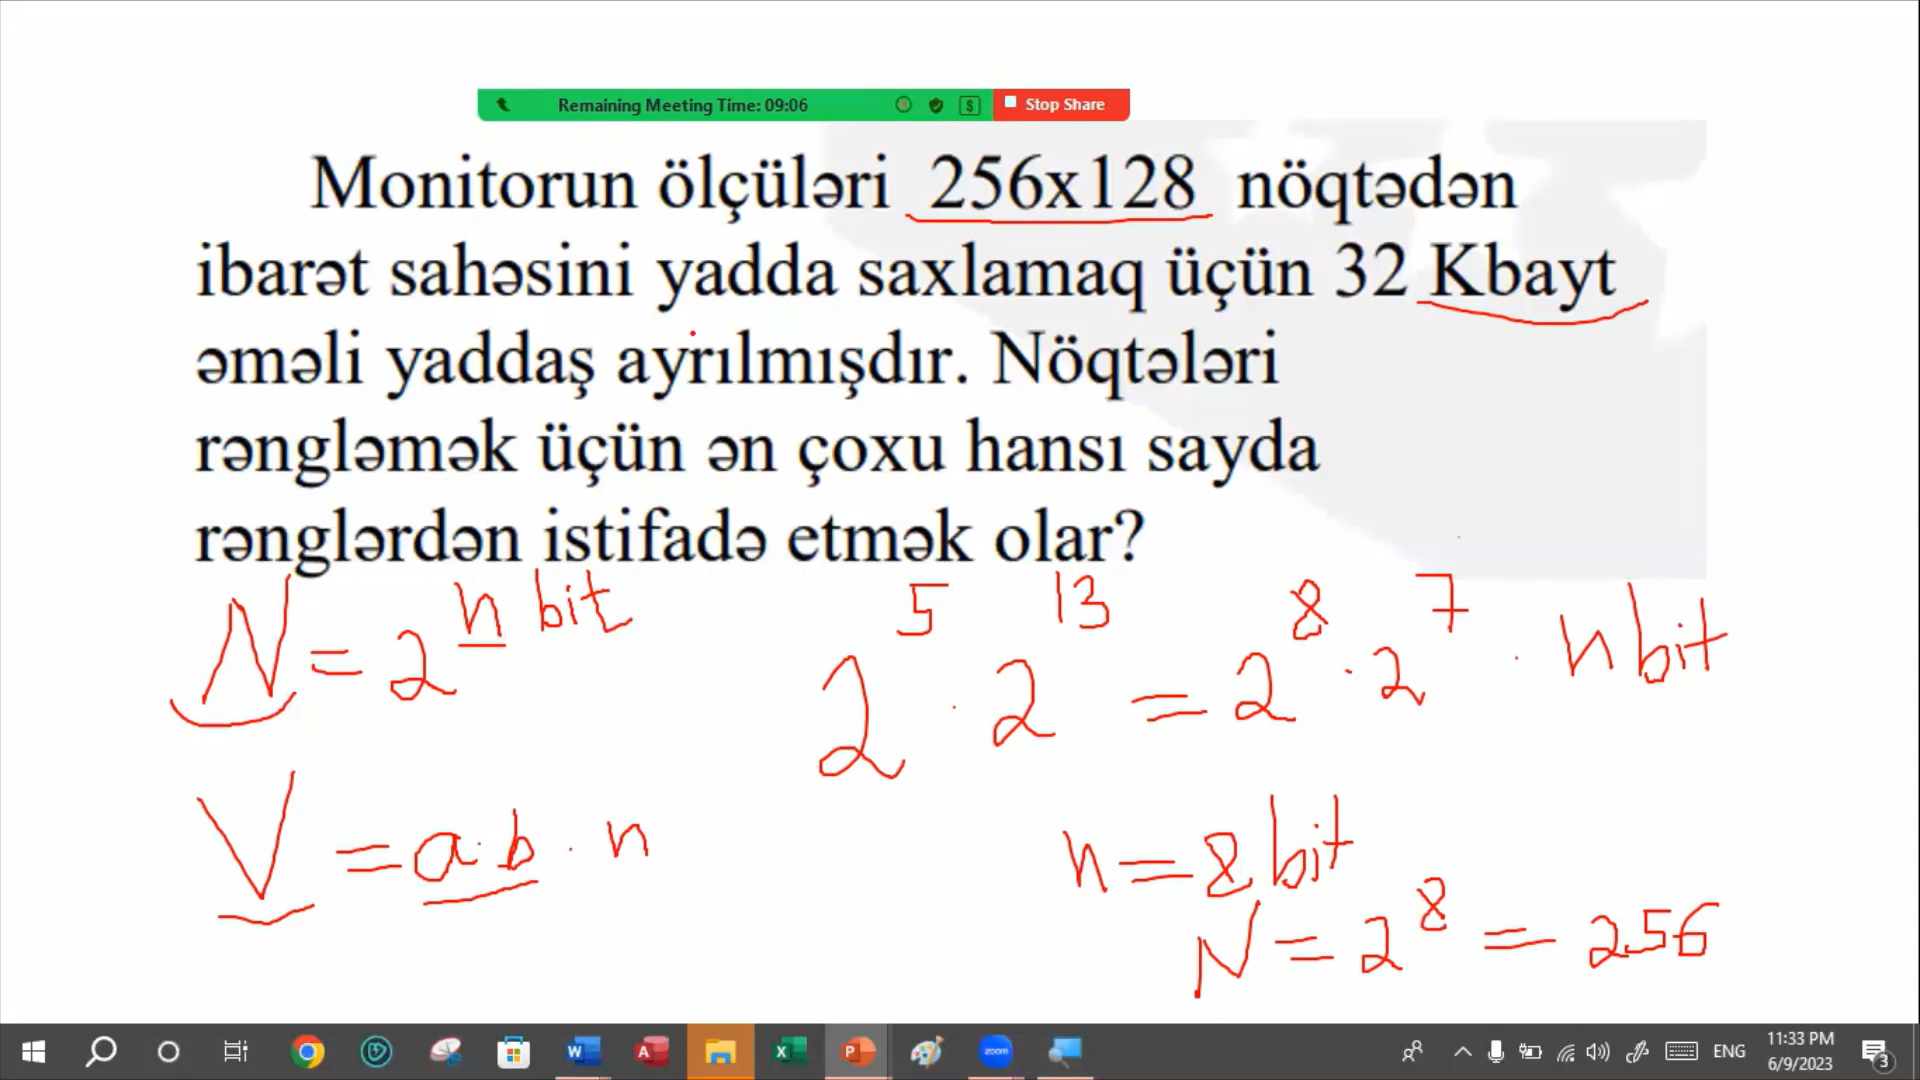 Remaining Meeting Time: 09:06 $ Stop Share
Monitorun ölçüləri 256x128 nöqtədən
ibarət sahəsini yadda saxlamaq üçün 32 Kbayt
əməli yaddaş ayrılmışdır. Nöqtələri
rəngləmək üçün ən çoxu hansı sayda
rənglərdən istifadə etmək olar?
N = 2^n bit
2^5 · 2^13 = 2^8 · 2^7 · n bit
V = a · b · n
n = 8 bit
N = 2^8 = 256
W A X P zoom ENG 11:33 PM
6/9/2023 3